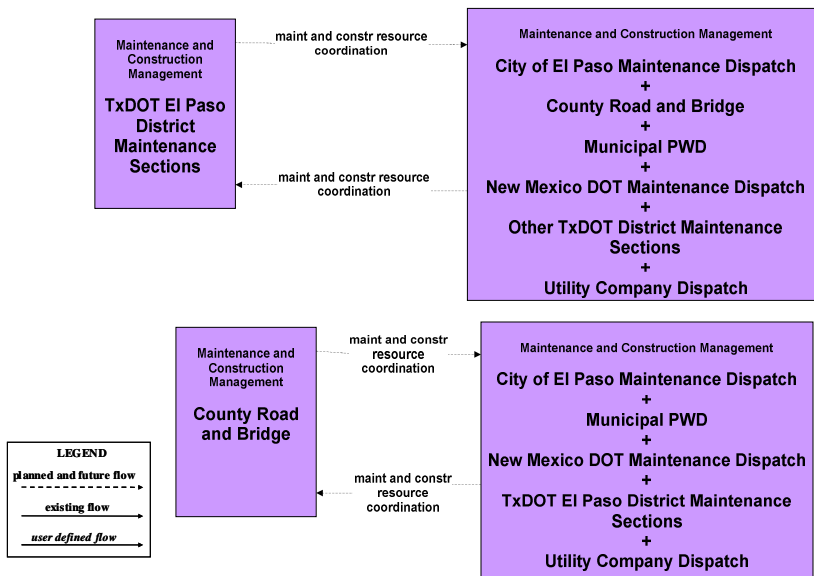 Maintenance and
Construction
Management
TxDOT El Paso
District
Maintenance
Sections
maint and constr resource
coordination
maint and constr resource
coordination
Maintenance and Construction Management
City of El Paso Maintenance Dispatch
+
County Road and Bridge
+
Municipal PWD
+
New Mexico DOT Maintenance Dispatch
+
Other TxDOT District Maintenance
Sections
+
Utility Company Dispatch
Maintenance and
Construction
Management
County Road
and Bridge
maint and constr
resource
coordination
maint and constr
resource
coordination
Maintenance and Construction Management
City of El Paso Maintenance Dispatch
+
Municipal PWD
+
New Mexico DOT Maintenance Dispatch
+
TxDOT El Paso District Maintenance
Sections
+
Utility Company Dispatch
LEGEND
planned and future flow
existing flow
user defined flow